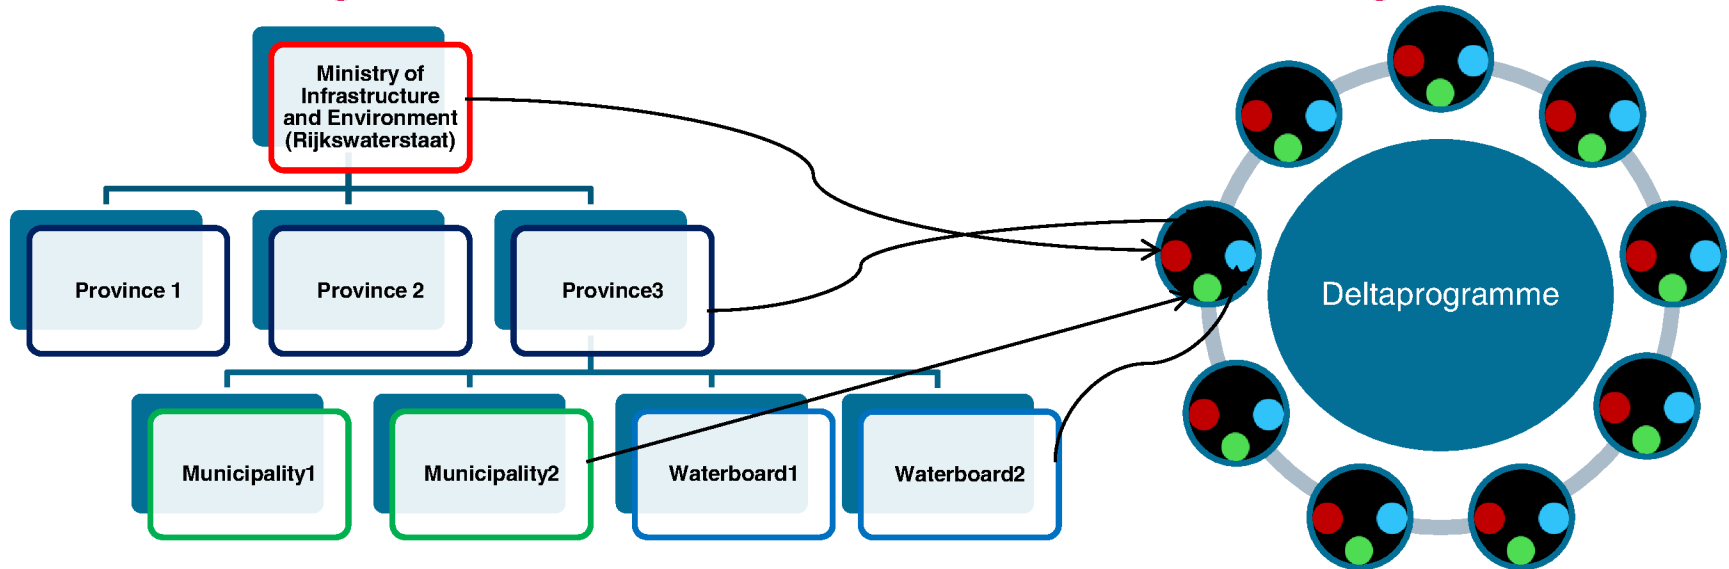 Ministry of
Infrastructure
and Environment
(Rijkswaterstaat)
Province 1
Province 2
Province3
Deltaprogramme
Municipality1
Municipality2
Waterboard1
Waterboard2